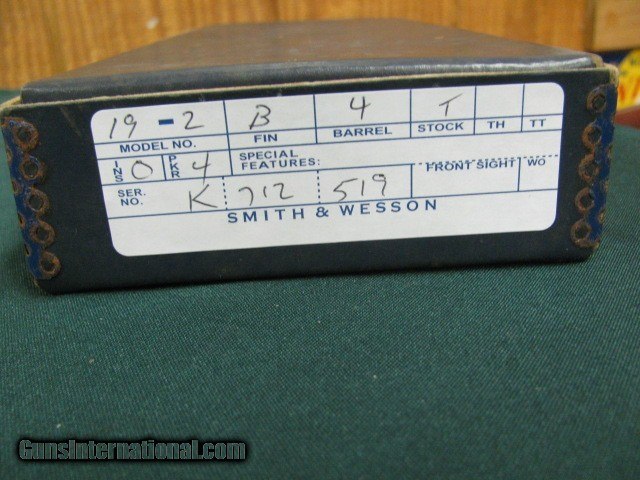 19-2 B 4 T
MODEL NO. FIN BARREL STOCK TH TT
INS O PKR 4 SPECIAL FEATURES: FRONT SIGHT WO
SER. NO. K 712 519
SMITH & WESSON
GunsInternational.com